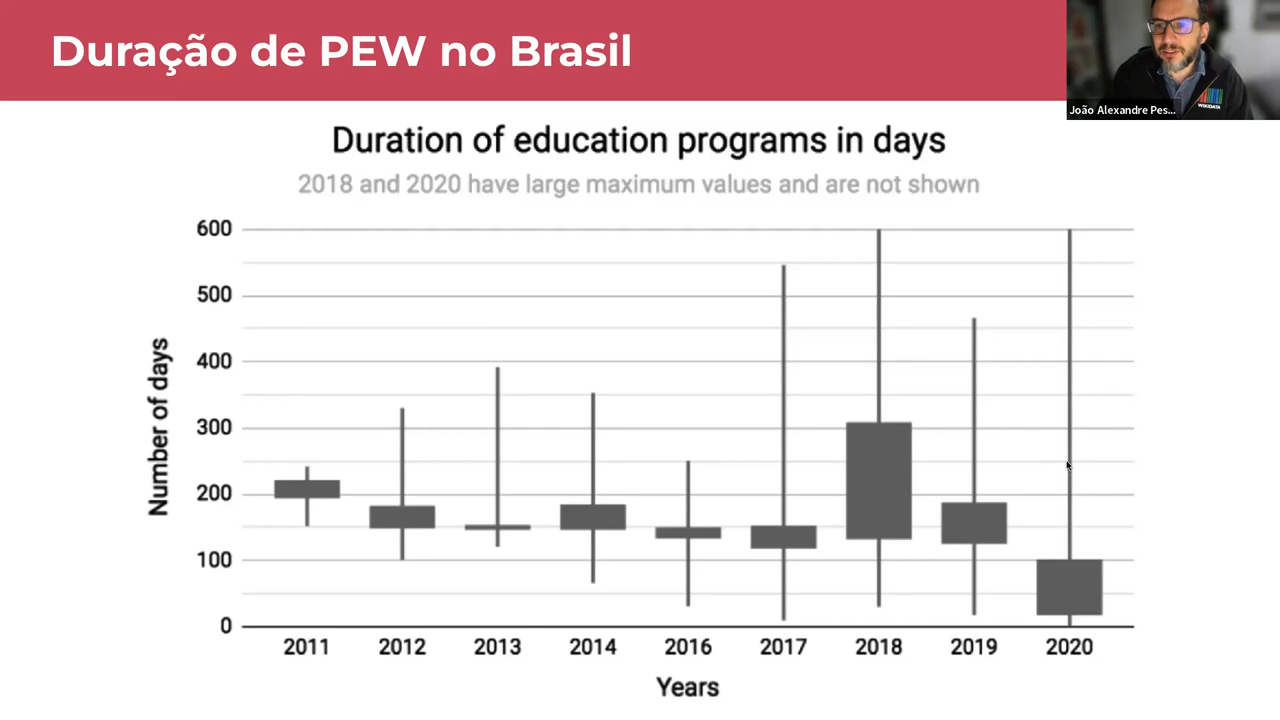 Duração de PEW no Brasil
João Alexandre Pes...
WIKIDATA
Duration of education programs in days
2018 and 2020 have large maximum values and are not shown
Number of days
600
500
400
300
200
100
0
2011 2012 2013 2014 2016 2017 2018 2019 2020
Years